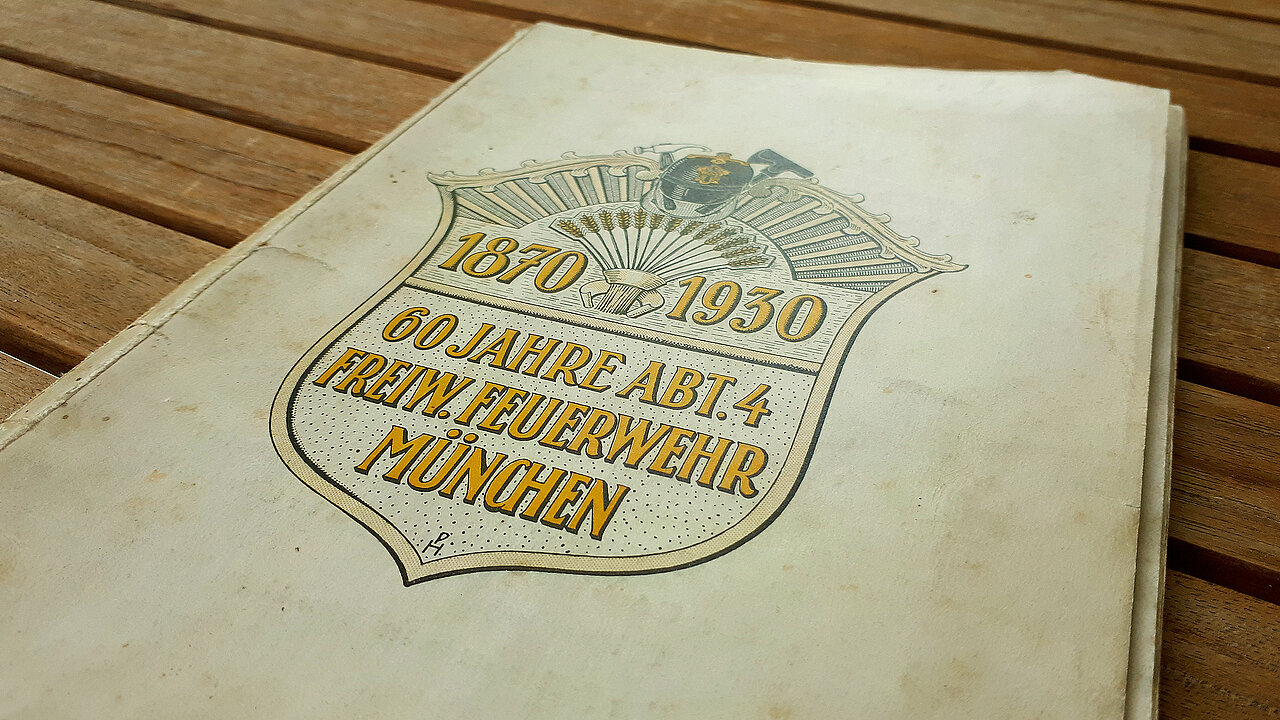 1870 1930
60 JAHRE ABT. 4
FREIW. FEUERWEHR
MÜNCHEN